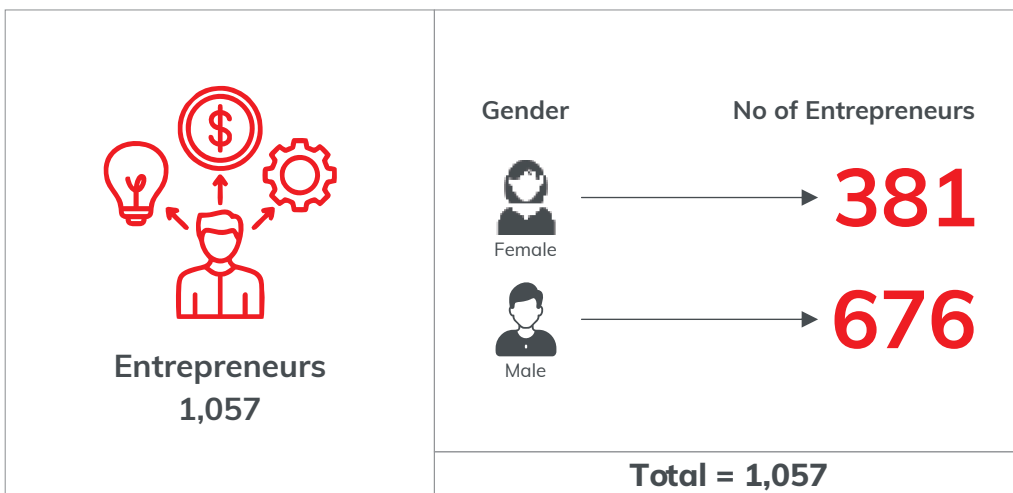 Entrepreneurs
1,057
Gender No of Entrepreneurs
$
Female 381
Male 676
Total = 1,057